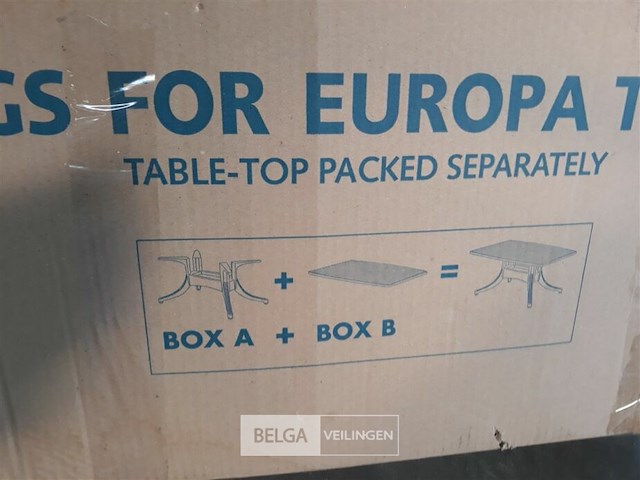 GS FOR EUROPA T
TABLE-TOP PACKED SEPARATELY
+ =
BOX A + BOX B
BELGA VEILINGEN